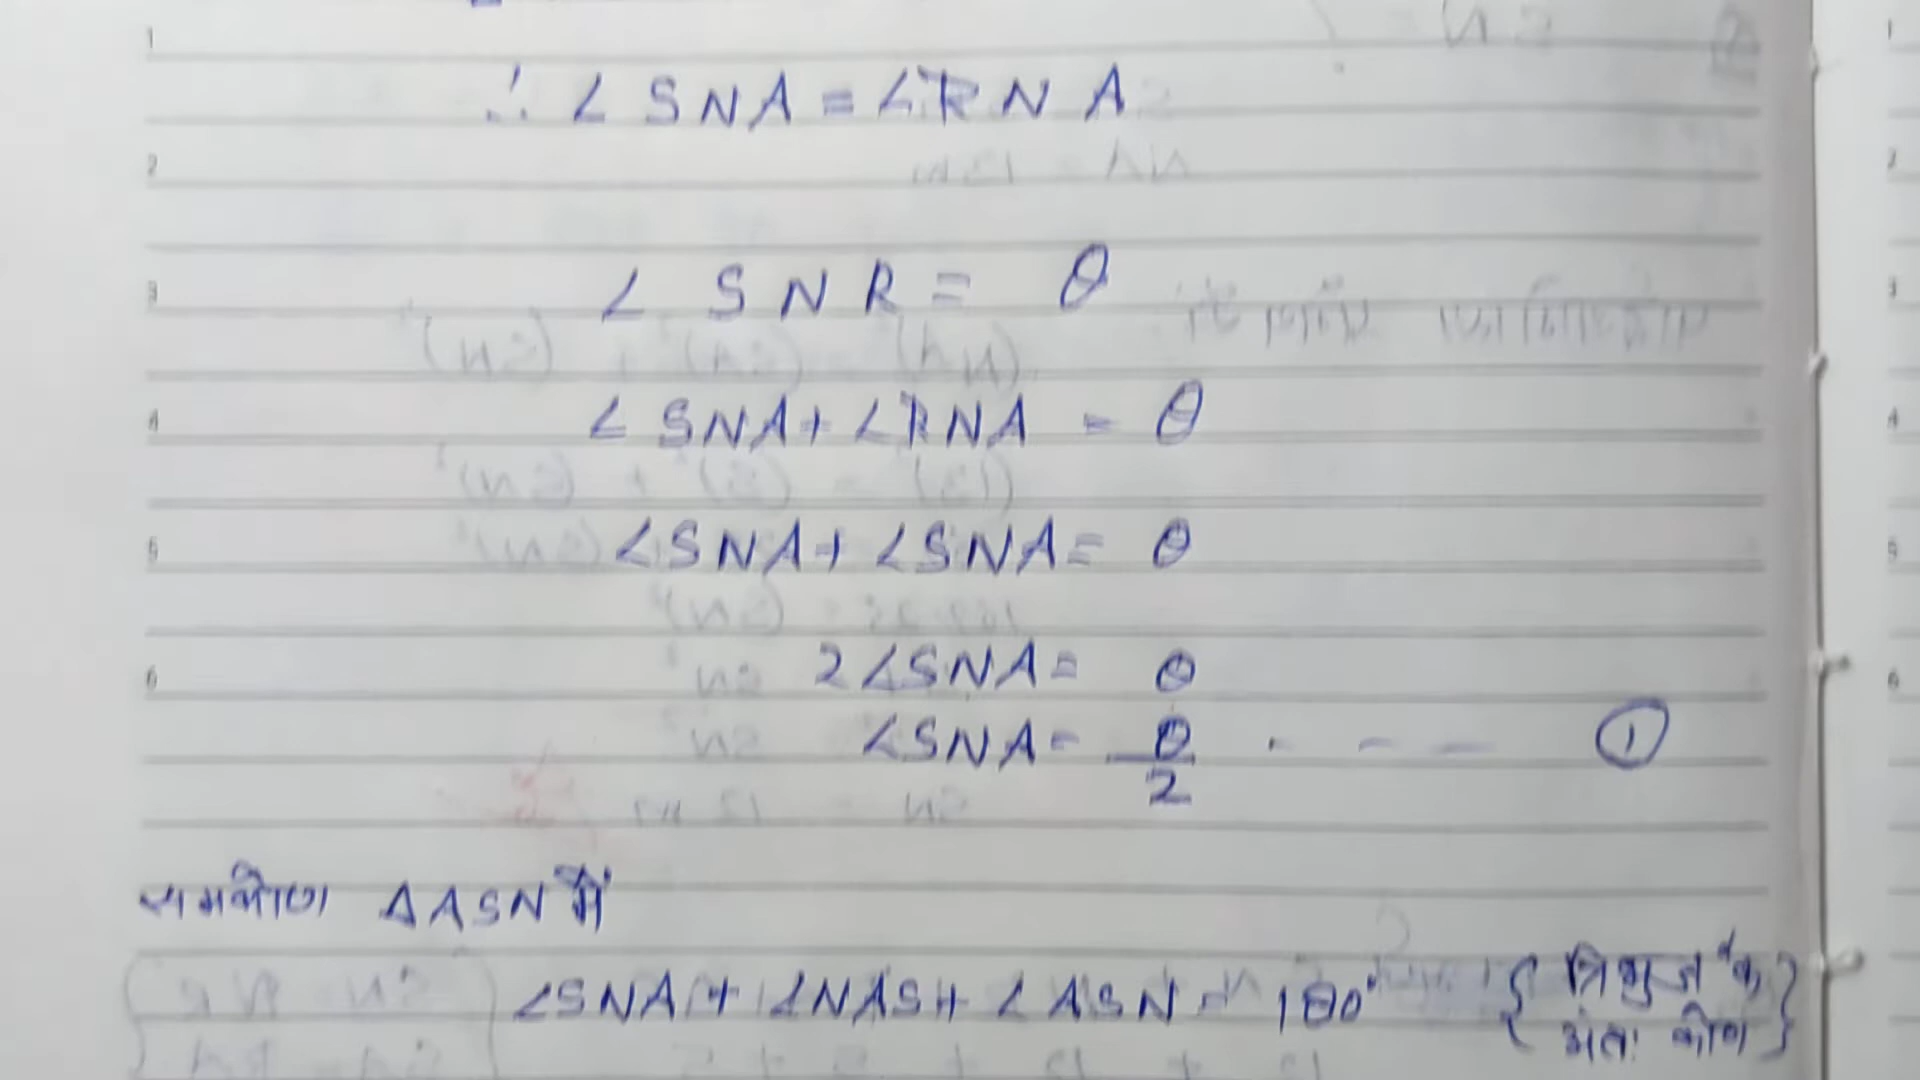 ∴ ∠SNA = ∠RNA
∠SNR = θ
∠SNA + ∠RNA = θ
∠SNA + ∠SNA = θ
2∠SNA = θ
∠SNA = θ/2 - - - ①
समकोण ΔASN में
∠SNA + ∠NAS + ∠ASN = 180° {त्रिभुज के
अंतः कोण}